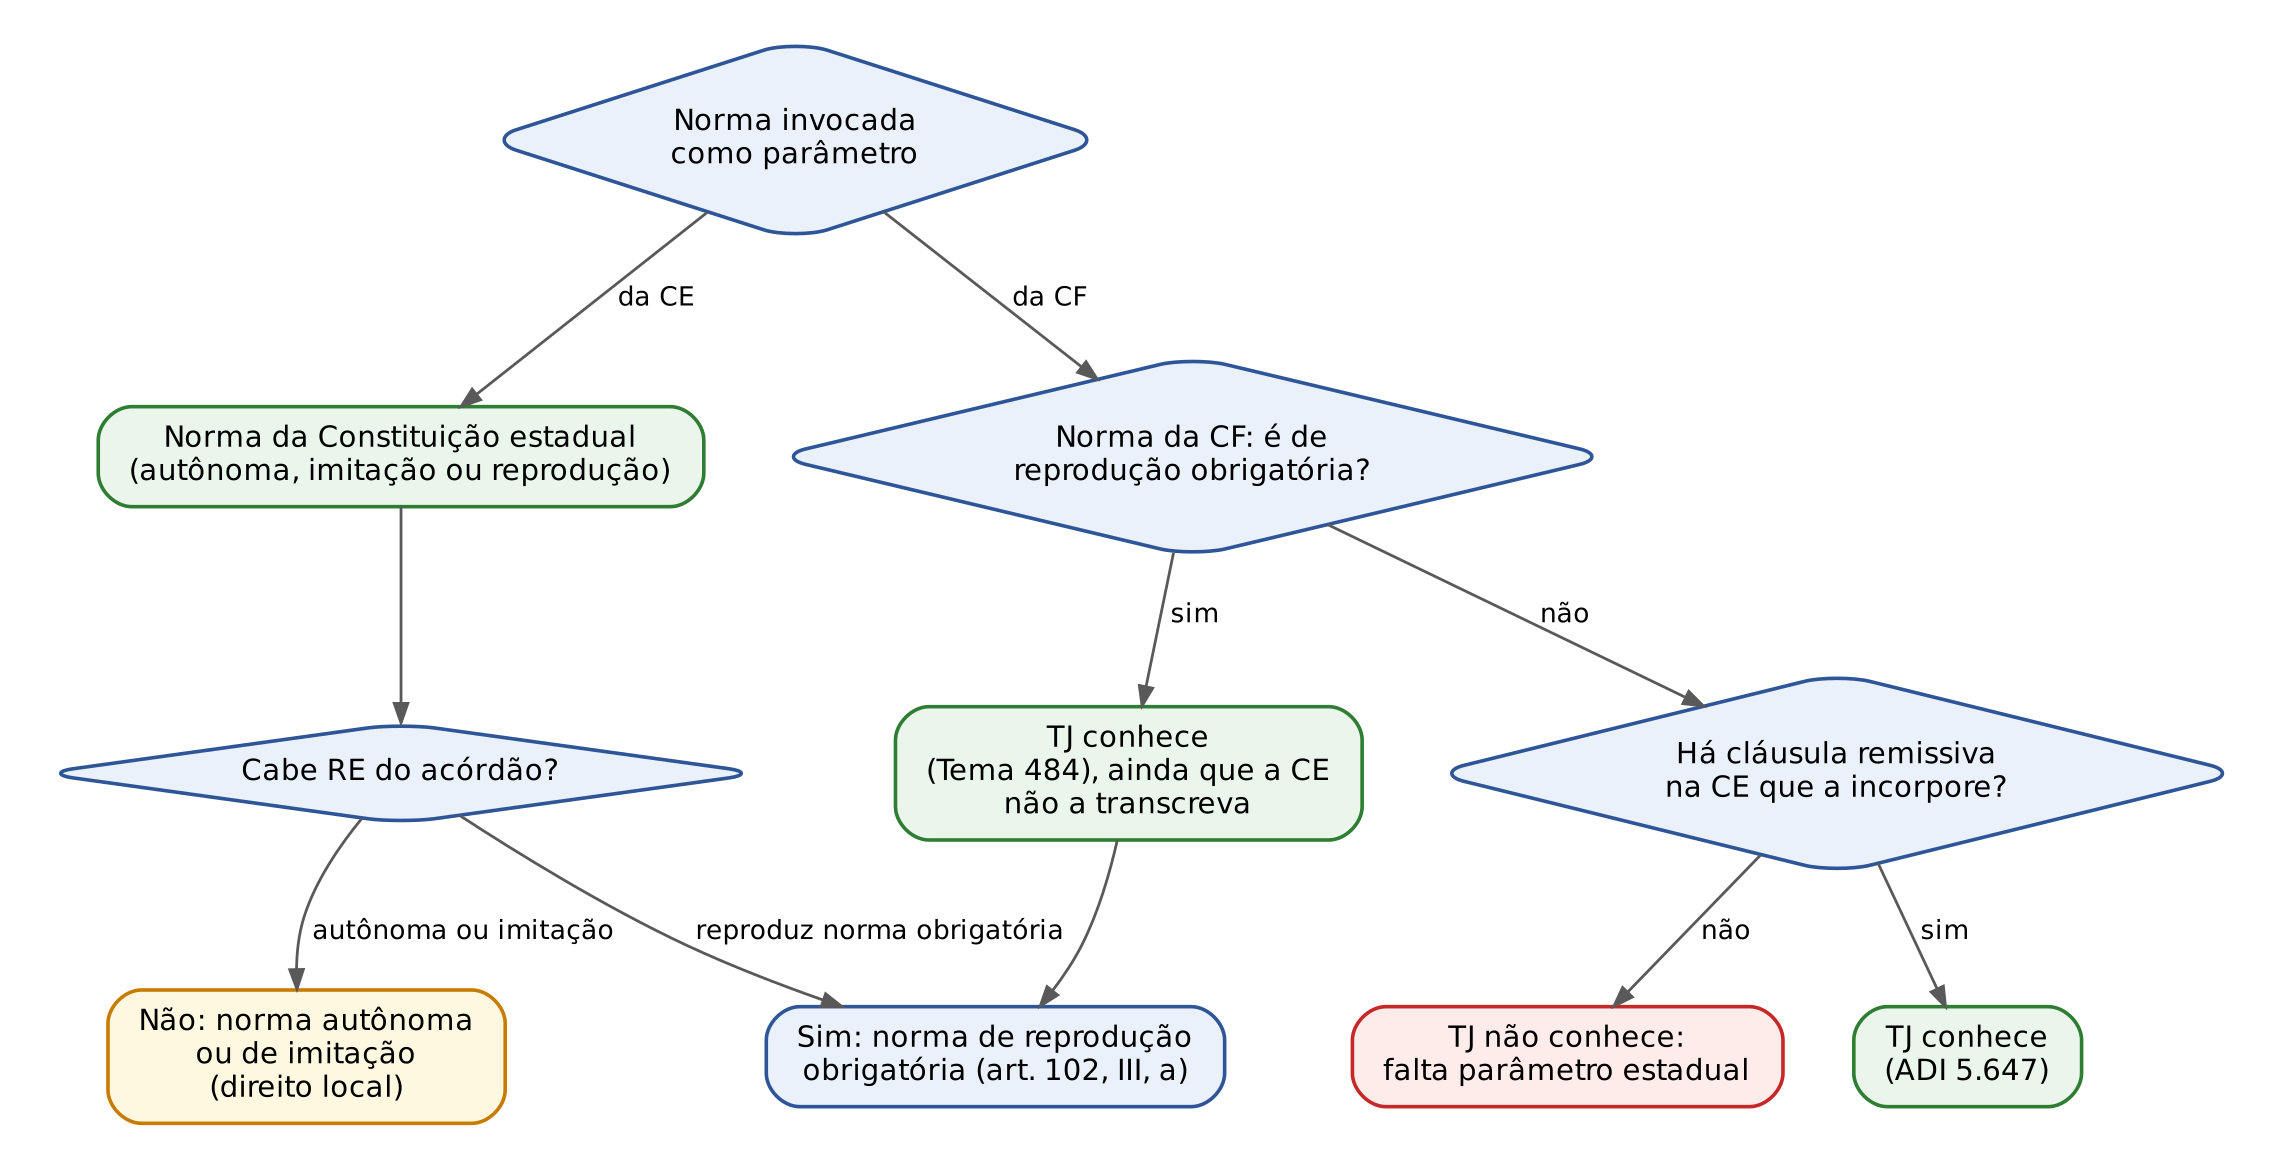 Norma invocada
como parâmetro
da CE
da CF
Norma da Constituição estadual
(autônoma, imitação ou reprodução)
Norma da CF: é de
reprodução obrigatória?
sim
não
Cabe RE do acórdão?
TJ conhece
(Tema 484), ainda que a CE
não a transcreva
Há cláusula remissiva
na CE que a incorpore?
autônoma ou imitação
reproduz norma obrigatória
não
sim
Não: norma autônoma
ou de imitação
(direito local)
Sim: norma de reprodução
obrigatória (art. 102, III, a)
TJ não conhece:
falta parâmetro estadual
TJ conhece
(ADI 5.647)